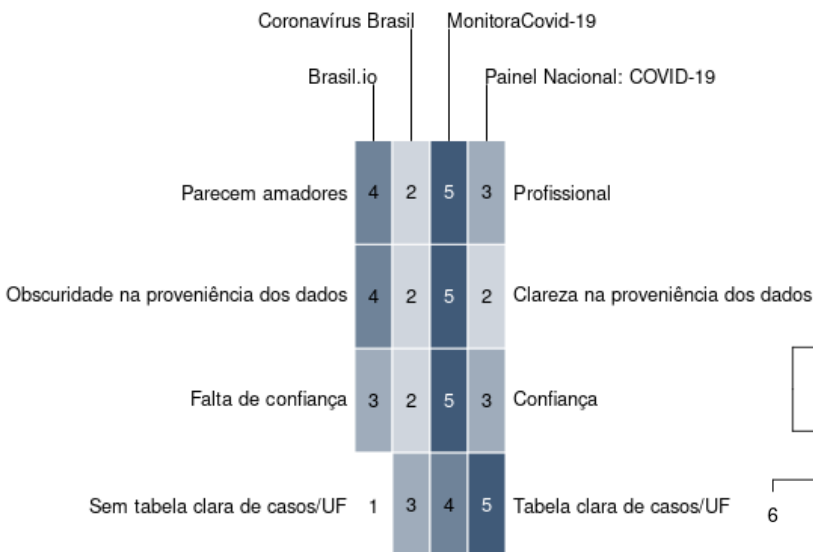 Coronavírus Brasil MonitoraCovid-19
Brasil.io Painel Nacional: COVID-19
Parecem amadores 4 2 5 3 Profissional
Obscuridade na proveniência dos dados 4 2 5 2 Clareza na proveniência dos dados
Falta de confiança 3 2 5 3 Confiança
Sem tabela clara de casos/UF 1 3 4 5 Tabela clara de casos/UF
6